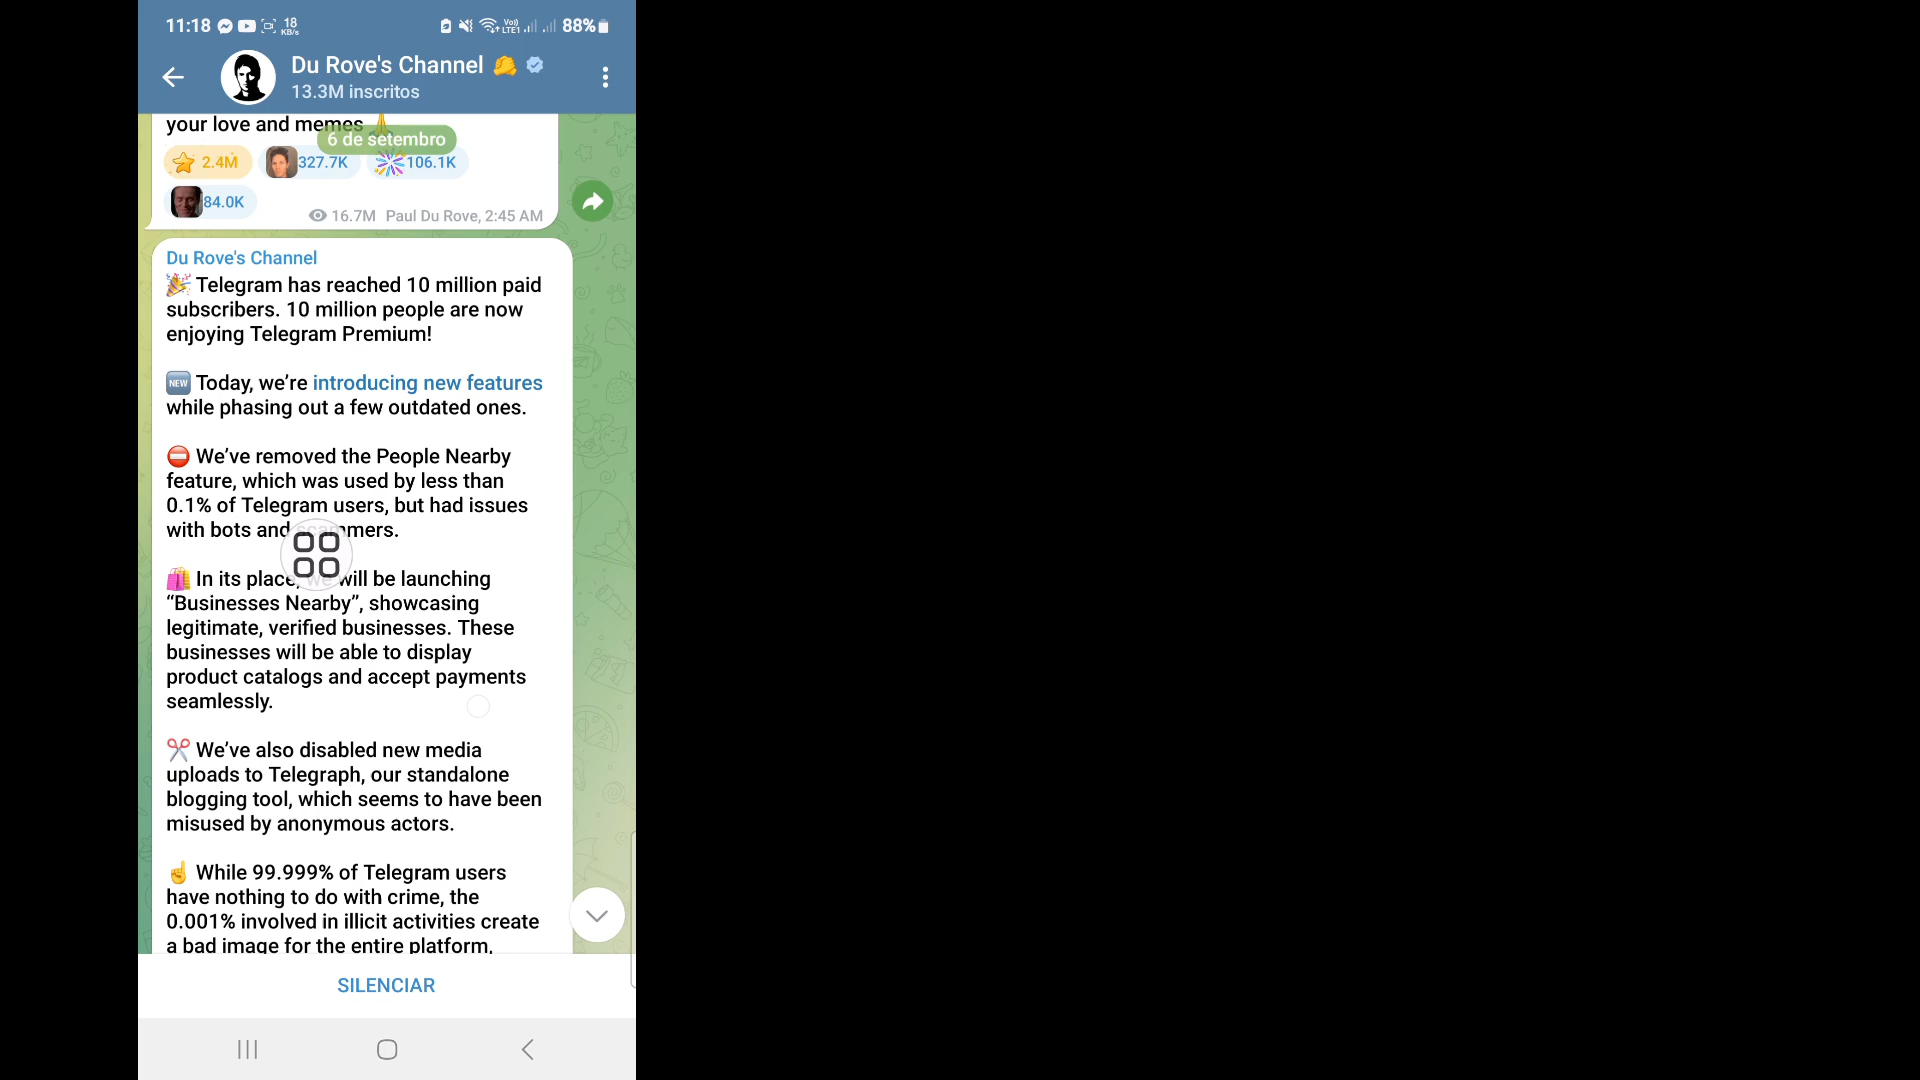 11:18 18 KB/s Vo)) LTE1 88%
Du Rove's Channel
13.3M inscritos
your love and memes
6 de setembro
2.4M 327.7K 106.1K
84.0K
16.7M Paul Du Rove, 2:45 AM
Du Rove's Channel
🎉 Telegram has reached 10 million paid
subscribers. 10 million people are now
enjoying Telegram Premium!
🆕 Today, we’re introducing new features
while phasing out a few outdated ones.
⛔ We’ve removed the People Nearby
feature, which was used by less than
0.1% of Telegram users, but had issues
with bots and scammers.
🛍 In its place, we will be launching
“Businesses Nearby”, showcasing
legitimate, verified businesses. These
businesses will be able to display
product catalogs and accept payments
seamlessly.
✂️ We’ve also disabled new media
uploads to Telegraph, our standalone
blogging tool, which seems to have been
misused by anonymous actors.
☝️ While 99.999% of Telegram users
have nothing to do with crime, the
0.001% involved in illicit activities create
a bad image for the entire platform,
SILENCIAR